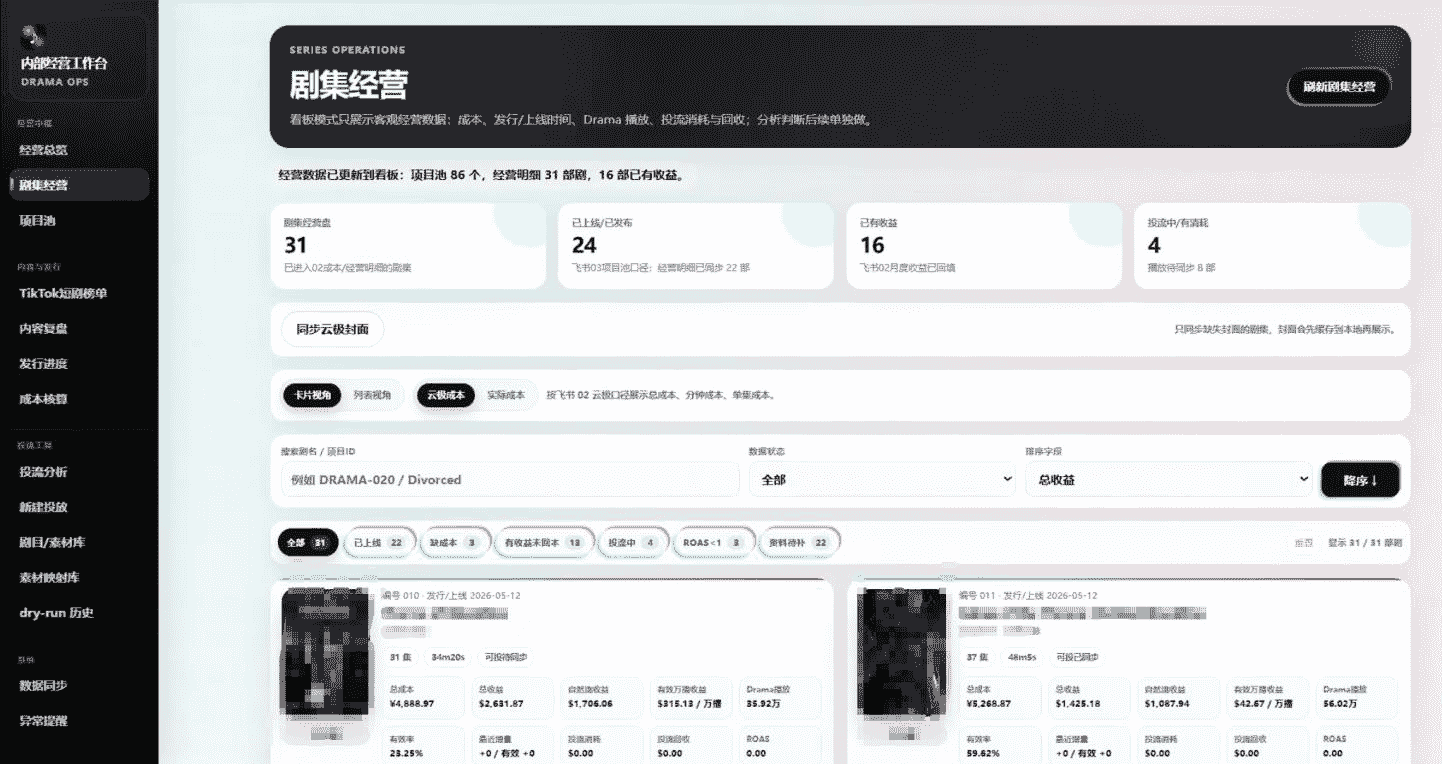 内部经营工作台
DRAMA OPS
经营中枢
经营总览
剧集经营
项目池
内容与发行
TikTok短剧榜单
内容复盘
发行进度
成本核算
投流工具
投流分析
新建投放
剧目/素材库
素材映射库
dry-run 历史
系统
数据同步
异常提醒
SERIES OPERATIONS
剧集经营
看板模式只展示客观经营数据：成本、发行/上线时间、Drama 播放、投流消耗与回收；分析判断后续单独做。
刷新剧集经营
经营数据已更新到看板：项目池 86 个，经营明细 31 部剧，16 部已有收益。
剧集经营盘
31
已进入02成本/经营明细的剧集
已上线/已发布
24
飞书03项目池口径；经营明细已同步 22 部
已有收益
16
飞书02月度收益已回填
投流中/有消耗
4
播放待同步 8 部
同步云极封面
只同步缺失封面的剧集，封面会先缓存到本地再展示。
卡片视角 列表视角 云极成本 实际成本 按飞书 02 云极口径展示总成本、分钟成本、单集成本。
搜索剧名 / 项目ID
例如 DRAMA-020 / Divorced
数据状态
全部
排序字段
总收益
降序 ↓
全部 31 已上线 22 缺成本 3 有收益未回本 13 投流中 4 ROAS<1 3 资料待补 22
显示 31 / 31 部剧
编号 010 · 发行/上线 2026-05-12
31 集 34m20s 可投待同步
总成本 总收益 自然流收益 有效万播收益 Drama播放
¥4,888.97 $2,631.87 $1,706.06 $315.13 / 万播 35.92万
有效率 最近增量 投流消耗 投流回收 ROAS
23.25% +0 / 有效 +0 $0.00 $0.00 0.00
编号 011 · 发行/上线 2026-05-12
37 集 48m5s 可投已同步
总成本 总收益 自然流收益 有效万播收益 Drama播放
¥5,268.87 $1,425.18 $1,087.94 $42.67 / 万播 56.02万
有效率 最近增量 投流消耗 投流回收 ROAS
59.62% +0 / 有效 +0 $0.00 $0.00 0.00